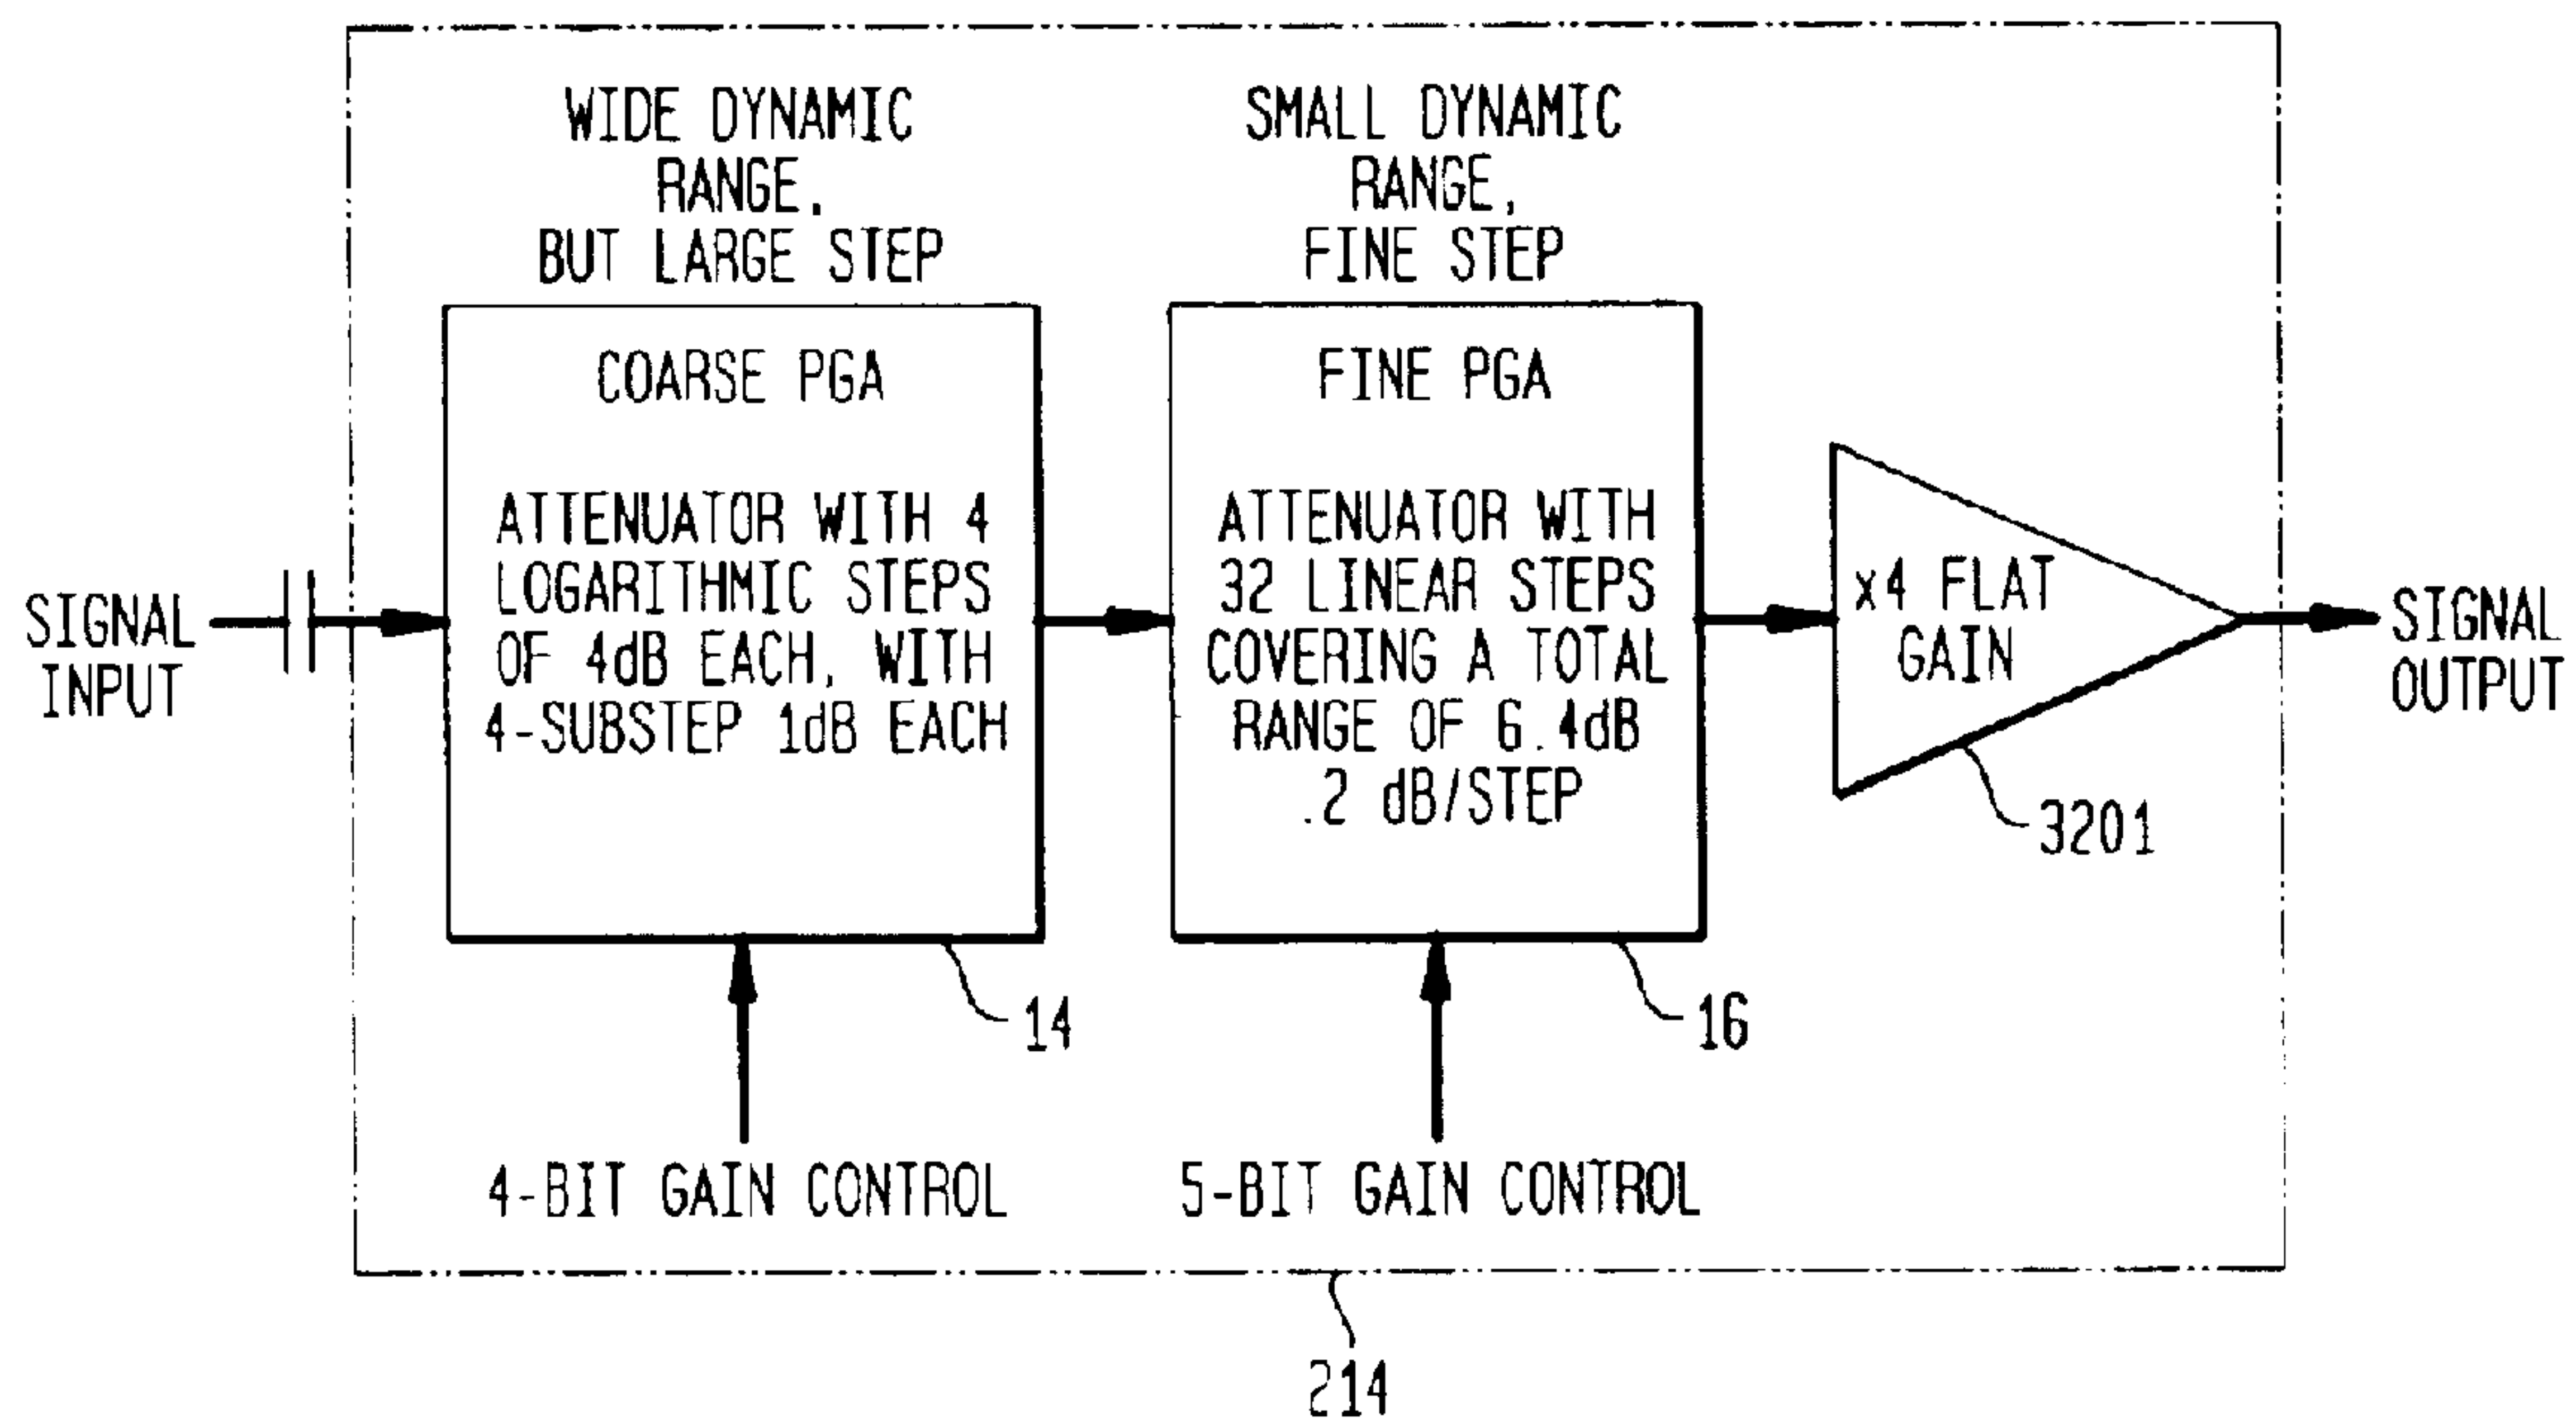 WIDE DYNAMIC
RANGE,
BUT LARGE STEP
SMALL DYNAMIC
RANGE,
FINE STEP
COARSE PGA
ATTENUATOR WITH 4
LOGARITHMIC STEPS
OF 4dB EACH, WITH
4-SUBSTEP 1dB EACH
FINE PGA
ATTENUATOR WITH
32 LINEAR STEPS
COVERING A TOTAL
RANGE OF 6.4dB
.2 dB/STEP
x4 FLAT
GAIN
SIGNAL
INPUT
SIGNAL
OUTPUT
3201
14
16
4-BIT GAIN CONTROL
5-BIT GAIN CONTROL
214